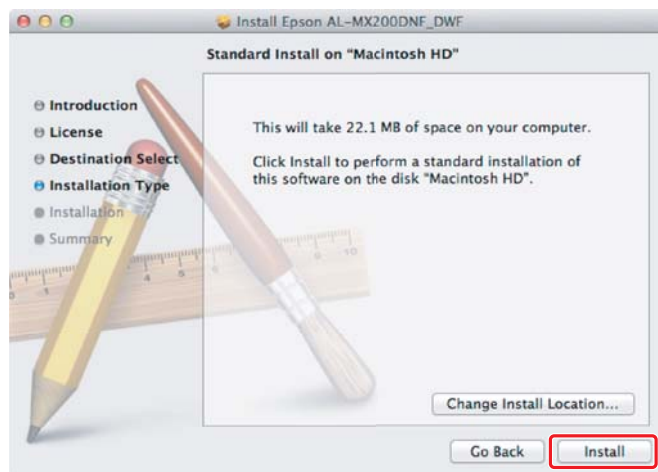 Install Epson AL-MX200DNF_DWF
Standard Install on "Macintosh HD"
Introduction
License
Destination Select
Installation Type
Installation
Summary
This will take 22.1 MB of space on your computer.
Click Install to perform a standard installation of
this software on the disk "Macintosh HD".
Change Install Location...
Go Back
Install